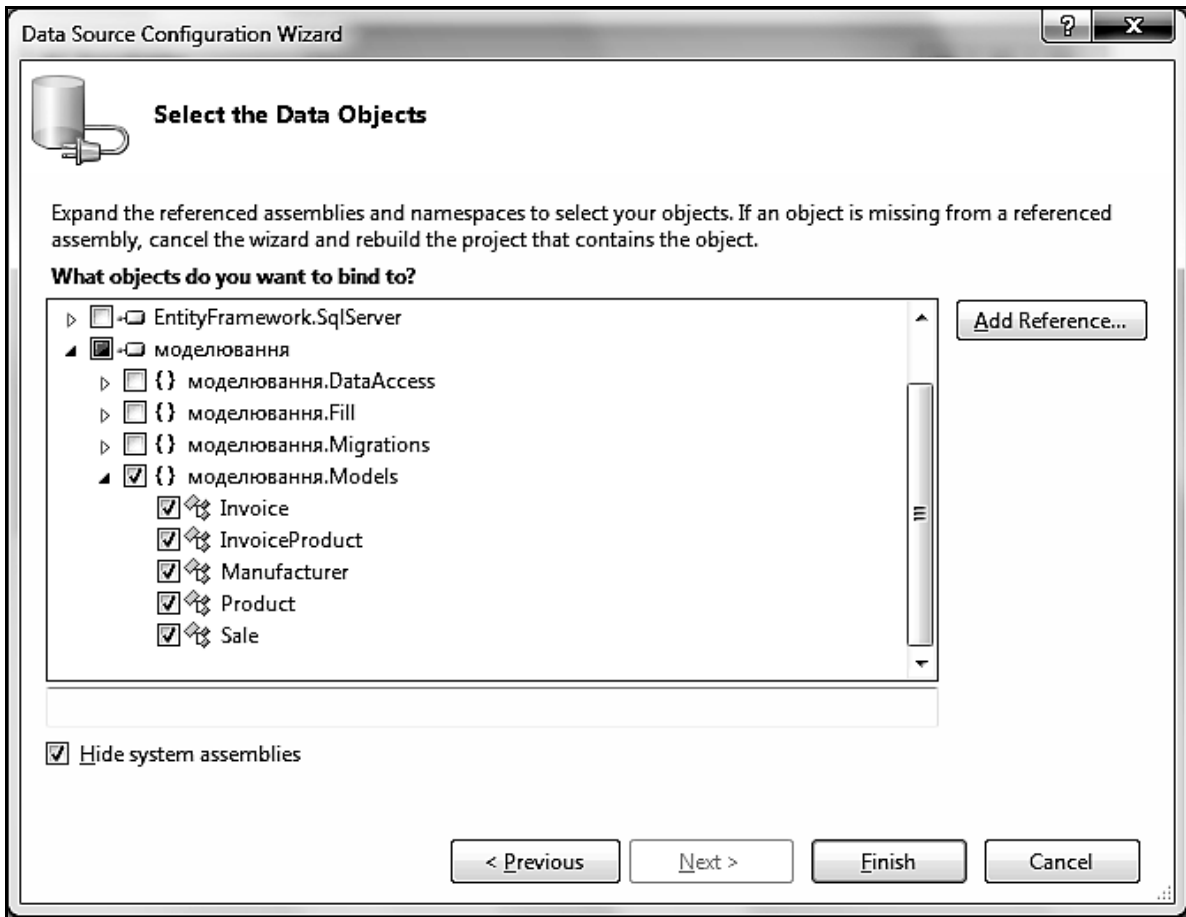 Data Source Configuration Wizard
Select the Data Objects
Expand the referenced assemblies and namespaces to select your objects. If an object is missing from a referenced
assembly, cancel the wizard and rebuild the project that contains the object.
What objects do you want to bind to?
EntityFramework.SqlServer
Add Reference...
моделювання
{} моделювання.DataAccess
{} моделювання.Fill
{} моделювання.Migrations
{} моделювання.Models
Invoice
InvoiceProduct
Manufacturer
Product
Sale
Hide system assemblies
< Previous Next > Finish Cancel